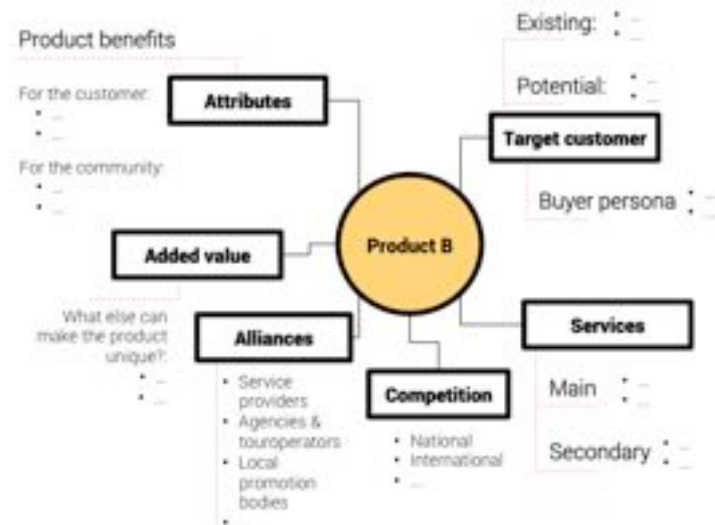 Product benefits
Attributes
For the customer:
For the community:
Existing:
Potential:
Target customer
Buyer persona
Product B
Added value
What else can
make the product
unique?:
Alliances
• Service
providers
• Agencies &
touroperators
• Local
promotion
bodies
Competition
• National
• International
• ...
Services
Main
Secondary